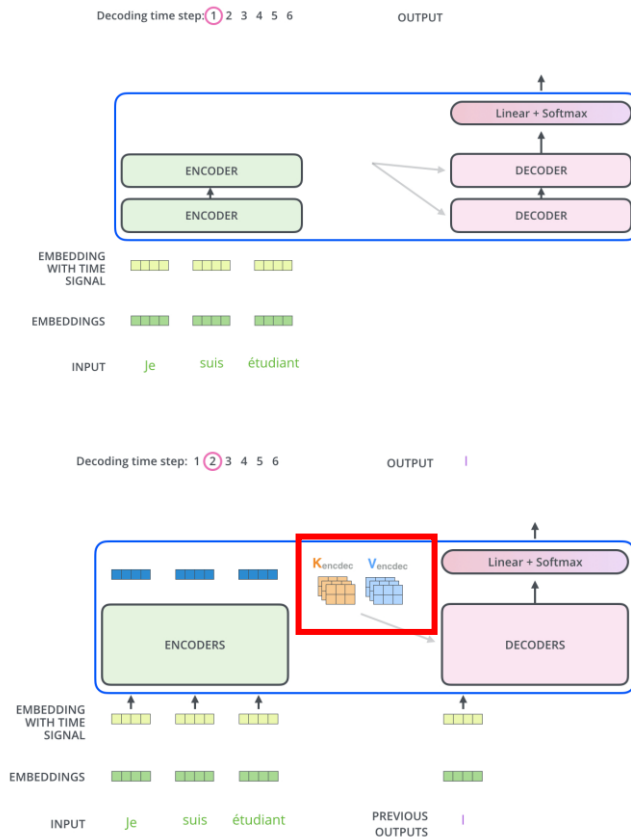 Decoding time step: 1 2 3 4 5 6
OUTPUT
Linear + Softmax
ENCODER
DECODER
ENCODER
DECODER
EMBEDDING
WITH TIME
SIGNAL
EMBEDDINGS
INPUT
Je
suis
étudiant
Decoding time step: 1 2 3 4 5 6
OUTPUT
I
Kencdec
Vencdec
Linear + Softmax
ENCODERS
DECODERS
EMBEDDING
WITH TIME
SIGNAL
EMBEDDINGS
INPUT
Je
suis
étudiant
PREVIOUS
OUTPUTS
I